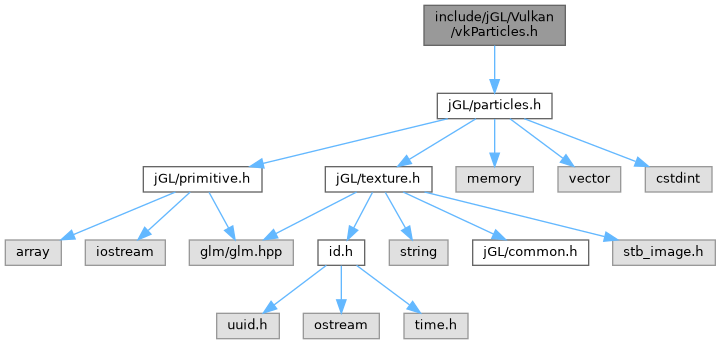 include/jGL/Vulkan
/vkParticles.h
jGL/particles.h
jGL/primitive.h
jGL/texture.h
memory
vector
cstdint
array
iostream
glm/glm.hpp
id.h
string
jGL/common.h
stb_image.h
uuid.h
ostream
time.h